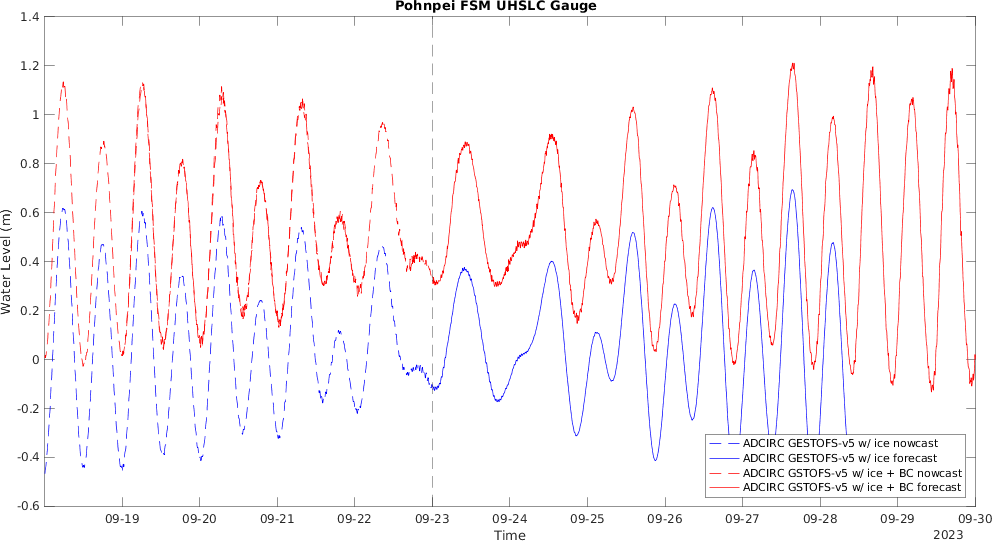 Pohnpei FSM UHSLC Gauge
1.4
1.2
1
0.8
0.6
0.4
0.2
0
-0.2
-0.4
-0.6
Water Level (m)
ADCIRC GESTOFS-v5 w/ ice nowcast
ADCIRC GESTOFS-v5 w/ ice forecast
ADCIRC GSTOFS-v5 w/ ice + BC nowcast
ADCIRC GSTOFS-v5 w/ ice + BC forecast
09-19 09-20 09-21 09-22 09-23 09-24 09-25 09-26 09-27 09-28 09-29 09-30
Time
2023